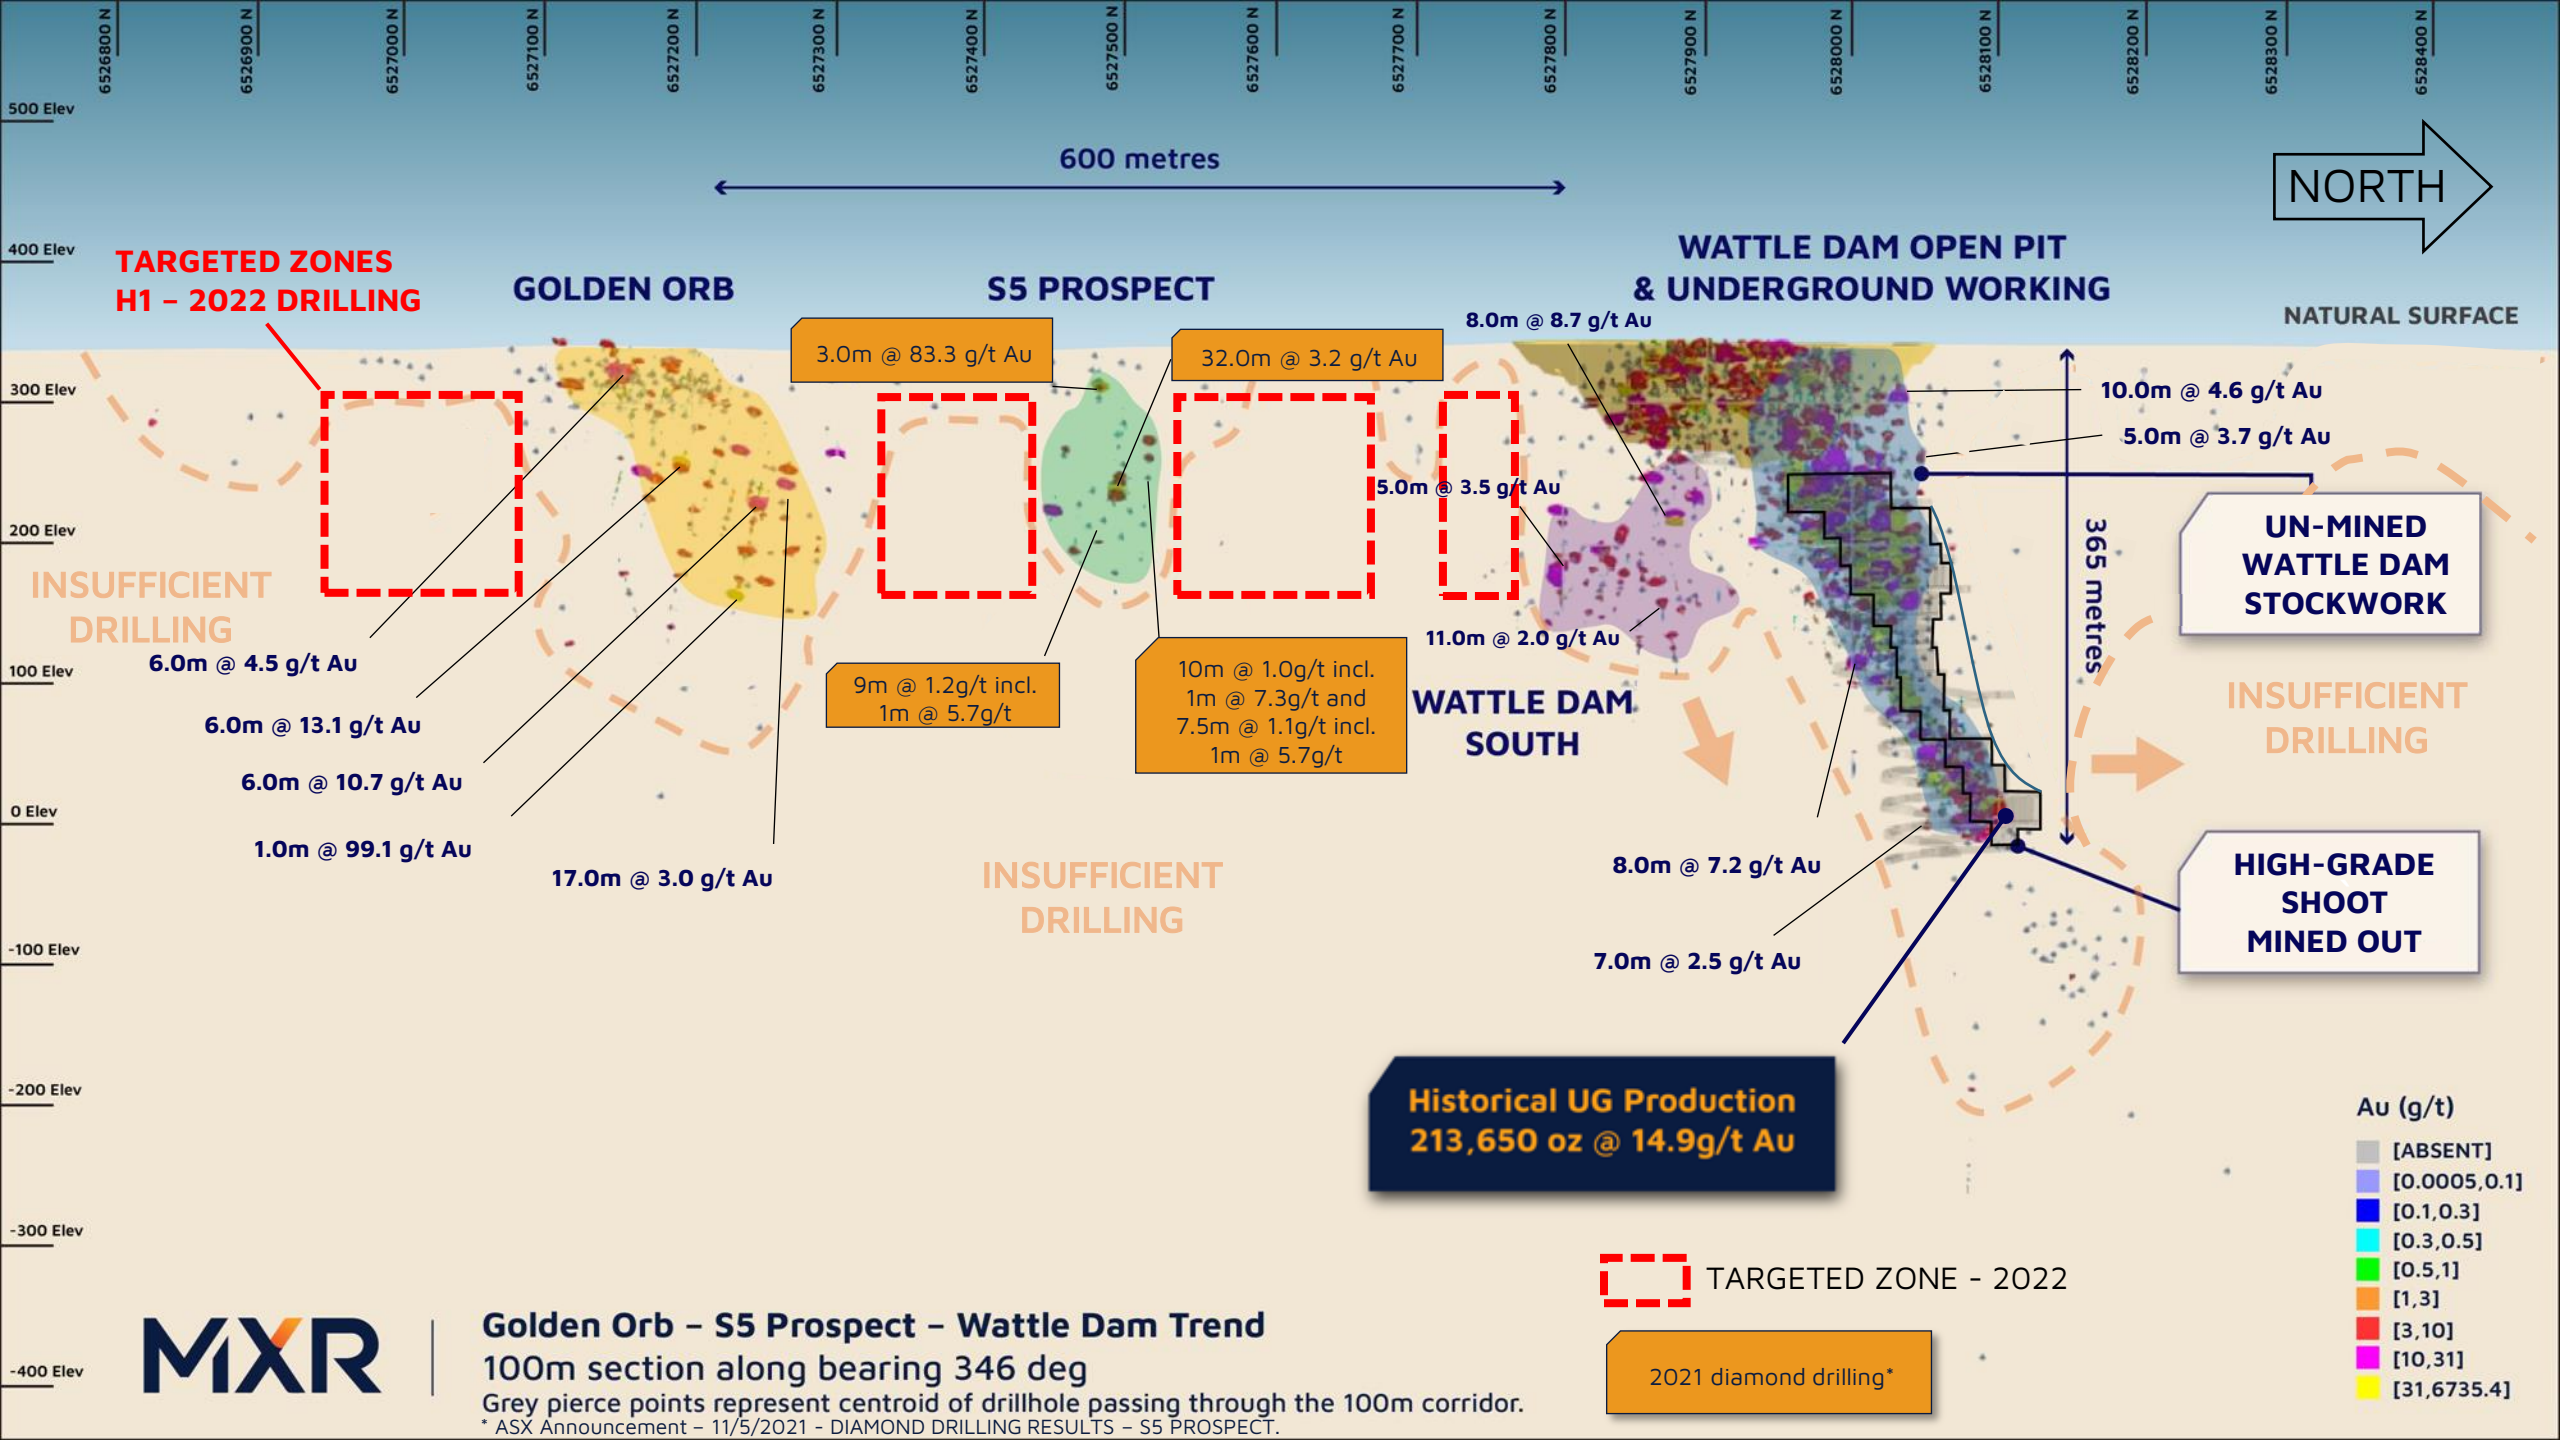 6526800 N
6526900 N
6527000 N
6527100 N
6527200 N
6527300 N
6527400 N
6527500 N
6527600 N
6527700 N
6527800 N
6527900 N
6528000 N
6528100 N
6528200 N
6528300 N
6528400 N
500 Elev
400 Elev
300 Elev
200 Elev
100 Elev
0 Elev
-100 Elev
-200 Elev
-300 Elev
-400 Elev
600 metres
NORTH
TARGETED ZONES
H1 – 2022 DRILLING
GOLDEN ORB
S5 PROSPECT
WATTLE DAM OPEN PIT
& UNDERGROUND WORKING
NATURAL SURFACE
8.0m @ 8.7 g/t Au
3.0m @ 83.3 g/t Au
32.0m @ 3.2 g/t Au
10.0m @ 4.6 g/t Au
5.0m @ 3.7 g/t Au
5.0m @ 3.5 g/t Au
UN-MINED
WATTLE DAM
STOCKWORK
365 metres
INSUFFICIENT
DRILLING
6.0m @ 4.5 g/t Au
6.0m @ 13.1 g/t Au
6.0m @ 10.7 g/t Au
1.0m @ 99.1 g/t Au
17.0m @ 3.0 g/t Au
9m @ 1.2g/t incl.
1m @ 5.7g/t
10m @ 1.0g/t incl.
1m @ 7.3g/t and
7.5m @ 1.1g/t incl.
1m @ 5.7g/t
11.0m @ 2.0 g/t Au
WATTLE DAM
SOUTH
INSUFFICIENT
DRILLING
INSUFFICIENT
DRILLING
8.0m @ 7.2 g/t Au
7.0m @ 2.5 g/t Au
HIGH-GRADE
SHOOT
MINED OUT
Historical UG Production
213,650 oz @ 14.9g/t Au
Au (g/t)
[ABSENT]
[0.0005,0.1]
[0.1,0.3]
[0.3,0.5]
[0.5,1]
[1,3]
[3,10]
[10,31]
[31,6735.4]
TARGETED ZONE - 2022
2021 diamond drilling*
MXR
Golden Orb – S5 Prospect – Wattle Dam Trend
100m section along bearing 346 deg
Grey pierce points represent centroid of drillhole passing through the 100m corridor.
* ASX Announcement – 11/5/2021 - DIAMOND DRILLING RESULTS – S5 PROSPECT.